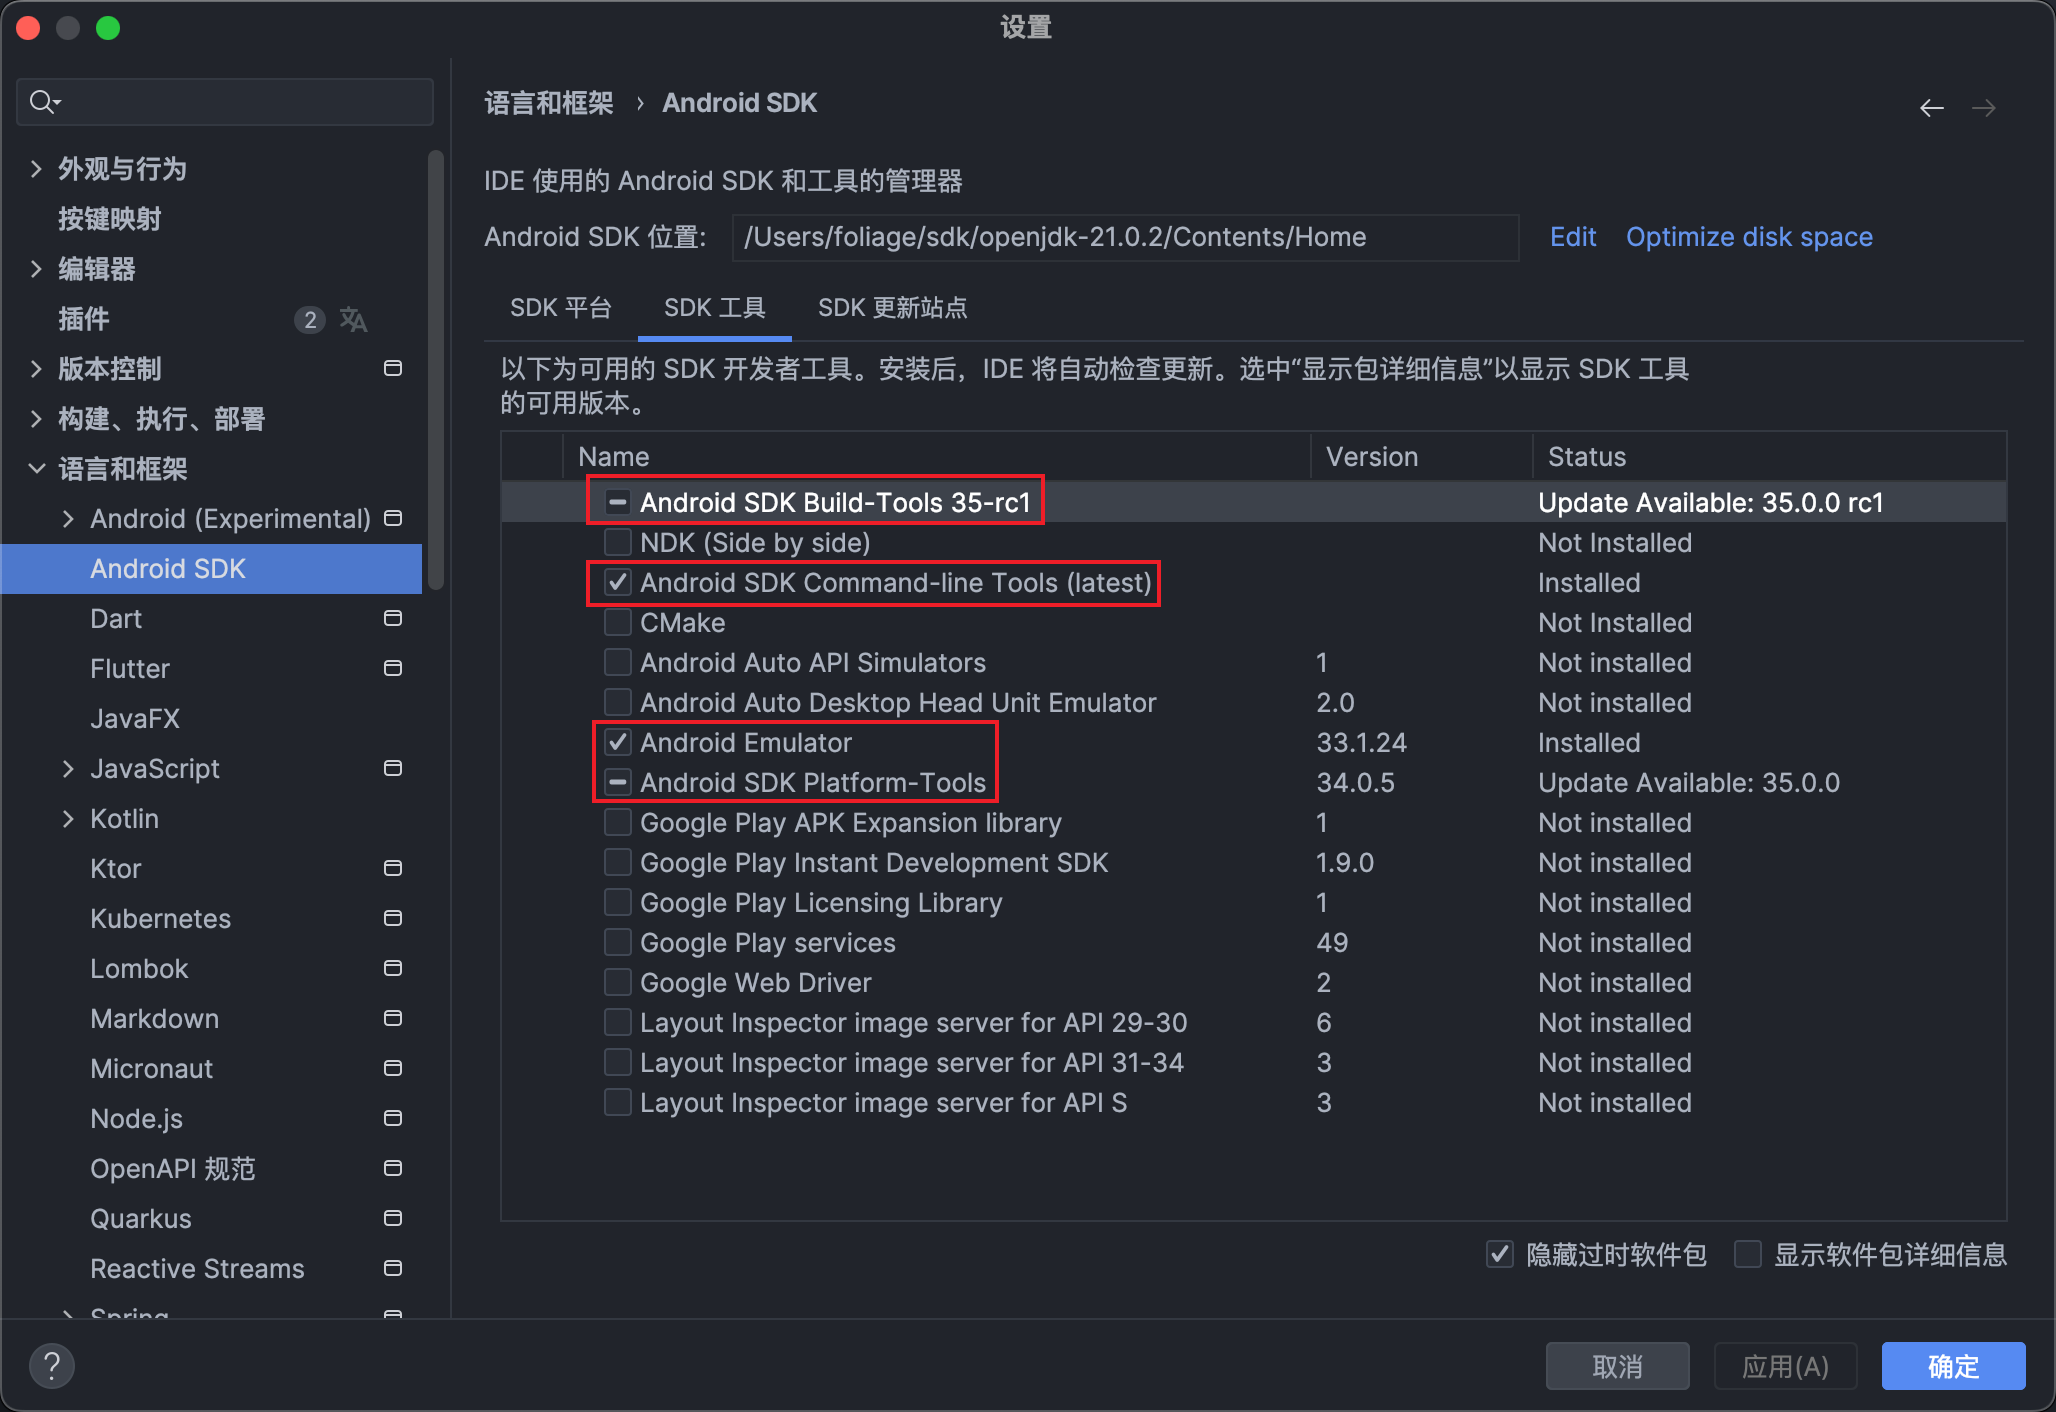 设置
外观与行为
按键映射
编辑器
插件
2
版本控制
构建、执行、部署
语言和框架
Android (Experimental)
Android SDK
Dart
Flutter
JavaFX
JavaScript
Kotlin
Ktor
Kubernetes
Lombok
Markdown
Micronaut
Node.js
OpenAPI 规范
Quarkus
Reactive Streams
Spring
语言和框架 › Android SDK
IDE 使用的 Android SDK 和工具的管理器
Android SDK 位置: /Users/foliage/sdk/openjdk-21.0.2/Contents/Home Edit Optimize disk space
SDK 平台 SDK 工具 SDK 更新站点
以下为可用的 SDK 开发者工具。安装后，IDE 将自动检查更新。选中“显示包详细信息”以显示 SDK 工具
的可用版本。
Name Version Status
Android SDK Build-Tools 35-rc1 Update Available: 35.0.0 rc1
NDK (Side by side) Not Installed
Android SDK Command-line Tools (latest) Installed
CMake Not Installed
Android Auto API Simulators 1 Not installed
Android Auto Desktop Head Unit Emulator 2.0 Not installed
Android Emulator 33.1.24 Installed
Android SDK Platform-Tools 34.0.5 Update Available: 35.0.0
Google Play APK Expansion library 1 Not installed
Google Play Instant Development SDK 1.9.0 Not installed
Google Play Licensing Library 1 Not installed
Google Play services 49 Not installed
Google Web Driver 2 Not installed
Layout Inspector image server for API 29-30 6 Not installed
Layout Inspector image server for API 31-34 3 Not installed
Layout Inspector image server for API S 3 Not installed
隐藏过时软件包 显示软件包详细信息
? 取消 应用(A) 确定